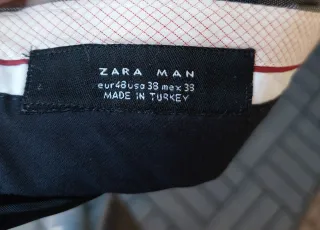 ZARA MAN
eur 48 usa 38 mex 38
MADE IN TURKEY